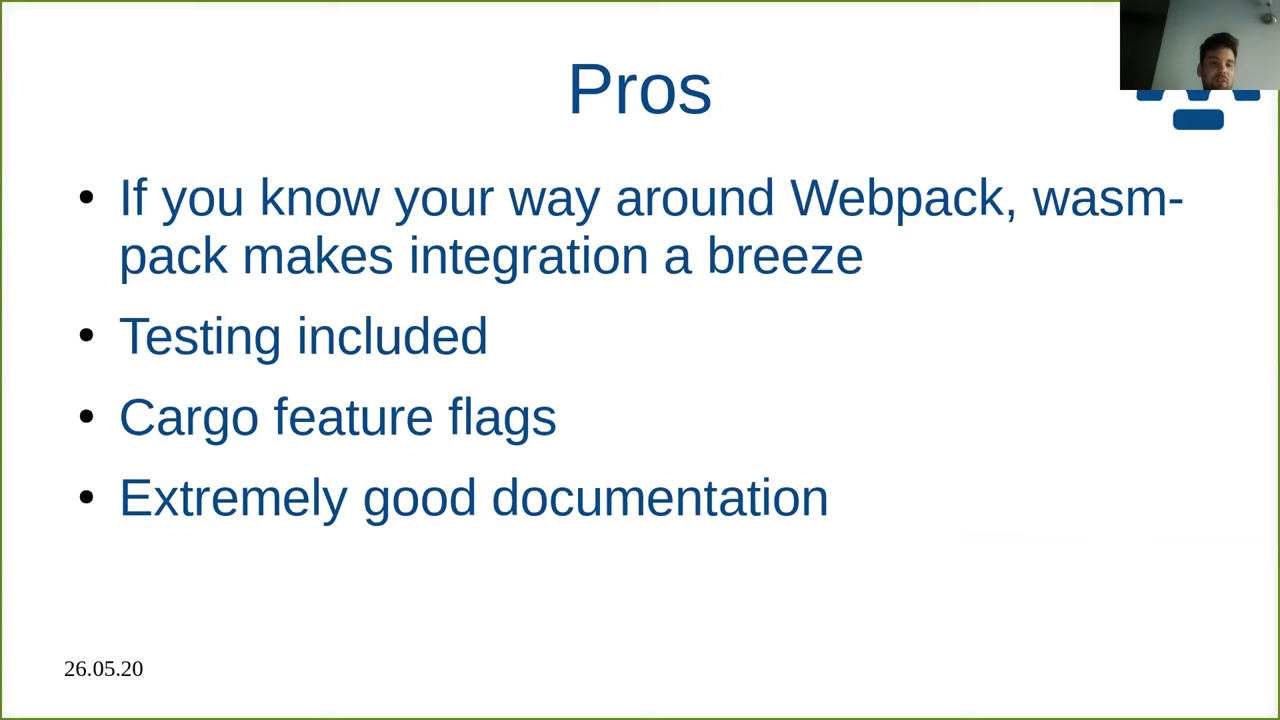 Pros
• If you know your way around Webpack, wasm-
pack makes integration a breeze
• Testing included
• Cargo feature flags
• Extremely good documentation
26.05.20